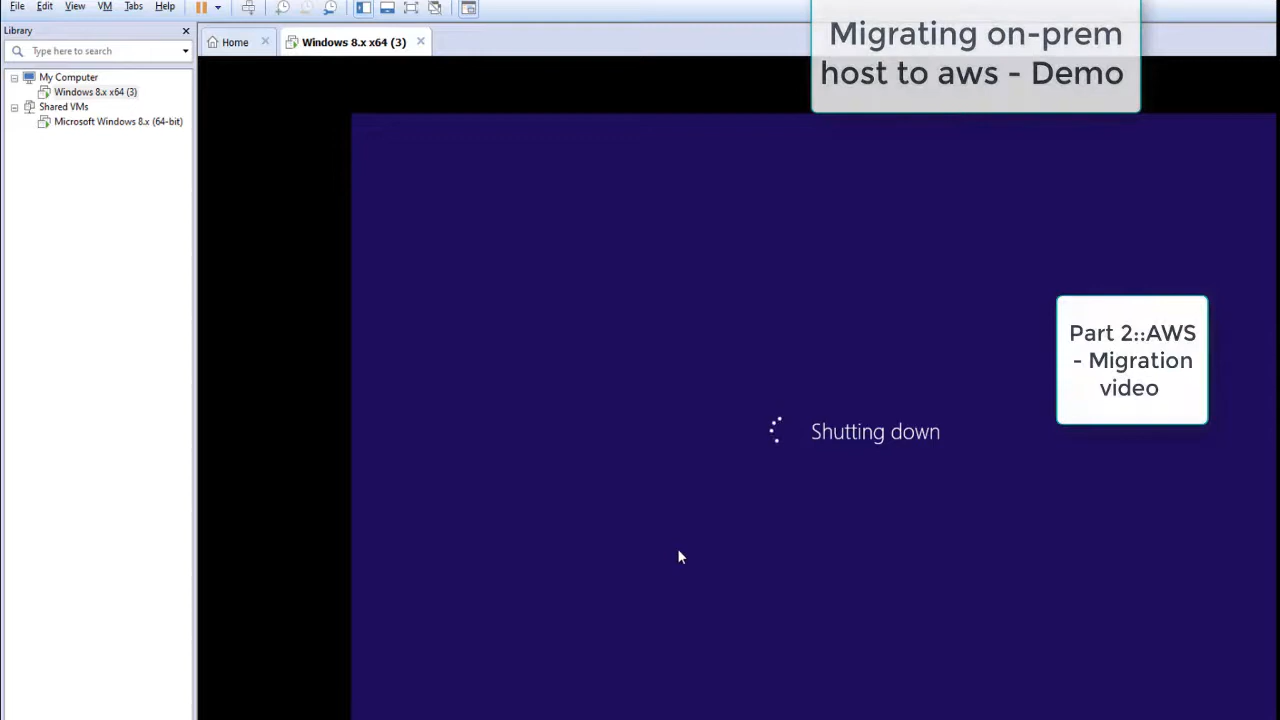 File Edit View VM Tabs Help
Library
Type here to search
My Computer
Windows 8.x x64 (3)
Shared VMs
Microsoft Windows 8.x (64-bit)
Home
Windows 8.x x64 (3)
Migrating on-prem
host to aws - Demo
Part 2::AWS
- Migration
video
Shutting down